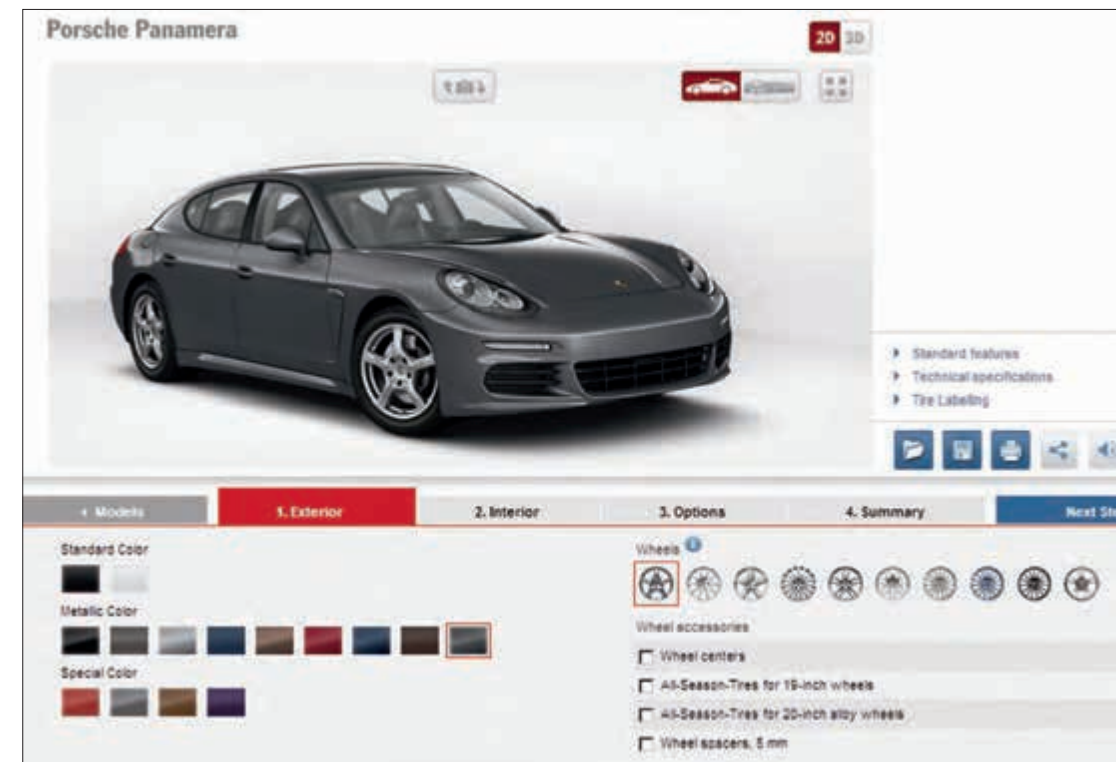 Porsche Panamera
2D 3D
Standard features
Technical specifications
Tire Labelling
Models
1. Exterior
2. Interior
3. Options
4. Summary
Next
Standard Color
Metallic Color
Special Color
Wheels
Wheel accessories
Wheel centers
All-Season-Tires for 19-inch wheels
All-Season-Tires for 20-inch alloy wheels
Wheel spacers, 5 mm